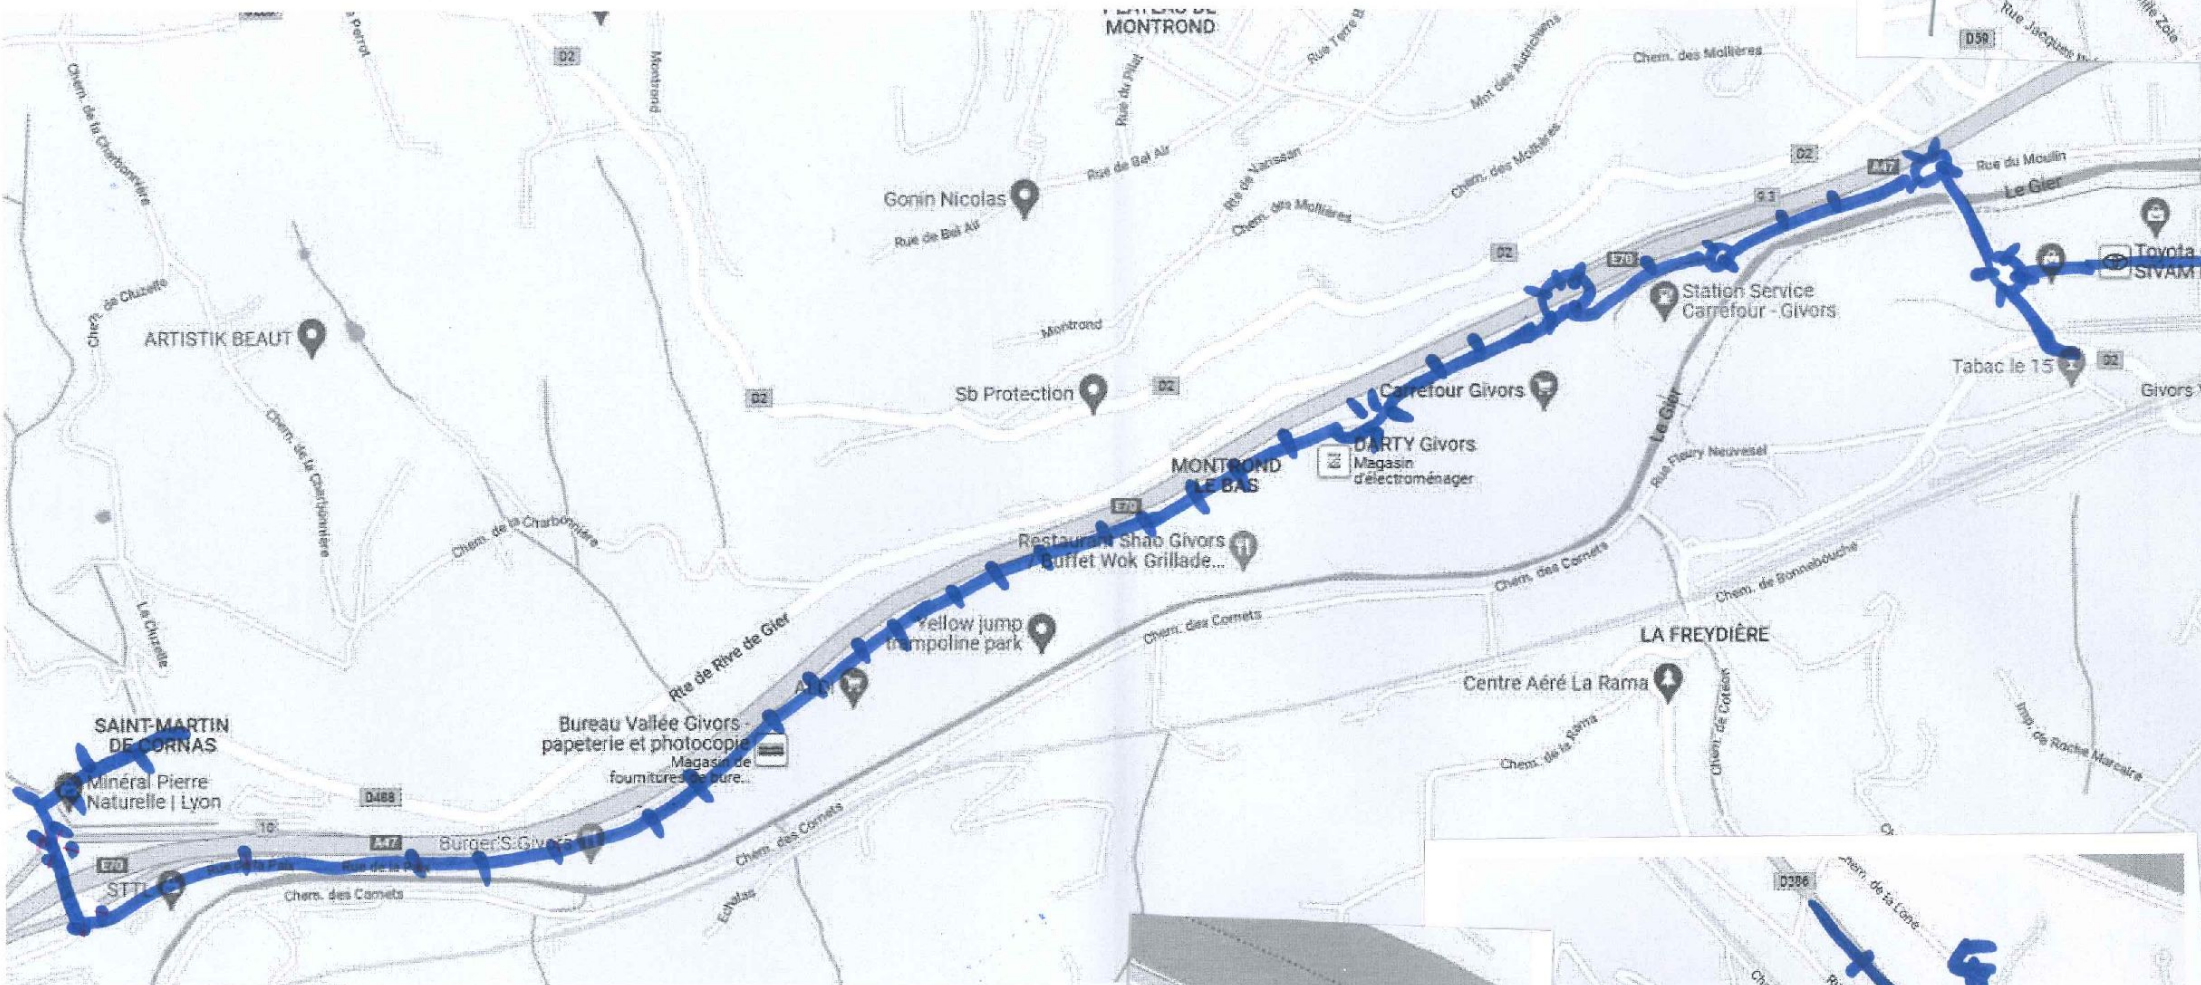 MONTROND
D2
Montrond
Rue du Pilat
Mnt des Autrichiens
Chem. des Mollières
D59
Rue Jacques
Chem. de la Charbonnière
Gonin Nicolas
Rue de Bel Air
Rue de Bel Air
Rte de Varissan
Chem. des Mollières
Chem. des Mollières
D2
A47
9.3
Rue du Moulin
Le Gier
Toyota
SIVAM
D2
E70
Station Service
Carrefour - Givors
Tabac le 15
D2
Givors
ARTISTIK BEAUT
Montrond
Sb Protection
D2
D2
Carrefour Givors
DARTY Givors
Magasin
d'électroménager
Le Gier
Rue Fleury Neuvesel
MONTROND
LE BAS
E70
Restaurant Shao Givors
/ Buffet Wok Grillade...
Chem. de la Charbonnière
Chem. de la Charbonnière
Chem. des Cornets
Chem. de Bonnebouche
Chem. des Cornets
La Cluzelle
Yellow jump
trampoline park
LA FREYDIÈRE
Centre Aéré La Rama
Rte de Rive de Gier
ALDI
Chem. de la Rama
Chem. de Cotéon
Imp. de Roche Marcaire
SAINT-MARTIN
DE CORNAS
Bureau Vallée Givors -
papeterie et photocopie
Magasin de
fournitures de bure...
Minéral Pierre
Naturelle | Lyon
D488
10
A47
Burger'S Givors
E70
Rue de la Paix
Rue de la Paix
STTL
Chem. des Cornets
Chem. des Cornets
Echalas
D386
Chem. de la Cone